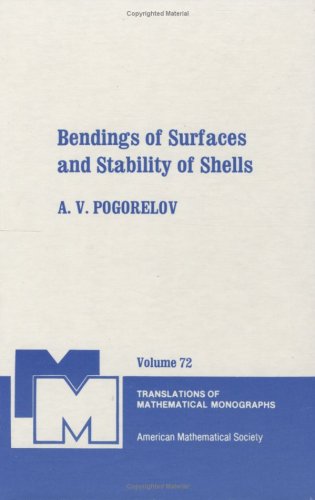 Copyrighted Material
Bendings of Surfaces
and Stability of Shells
A. V. POGORELOV
Volume 72
TRANSLATIONS OF
MATHEMATICAL MONOGRAPHS
American Mathematical Society
MM
Copyrighted Material